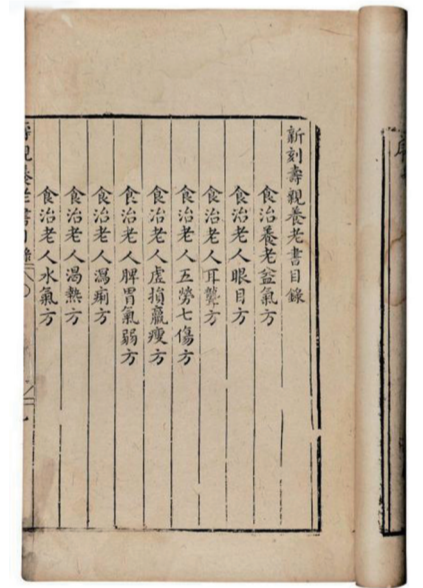 新刻壽親養老書目錄
食治養老益氣方
食治老人眼目方
食治老人耳聾方
食治老人五勞七傷方
食治老人虛損羸瘦方
食治老人脾胃氣弱方
食治老人瀉痢方
食治老人渴熱方
食治老人水氣方